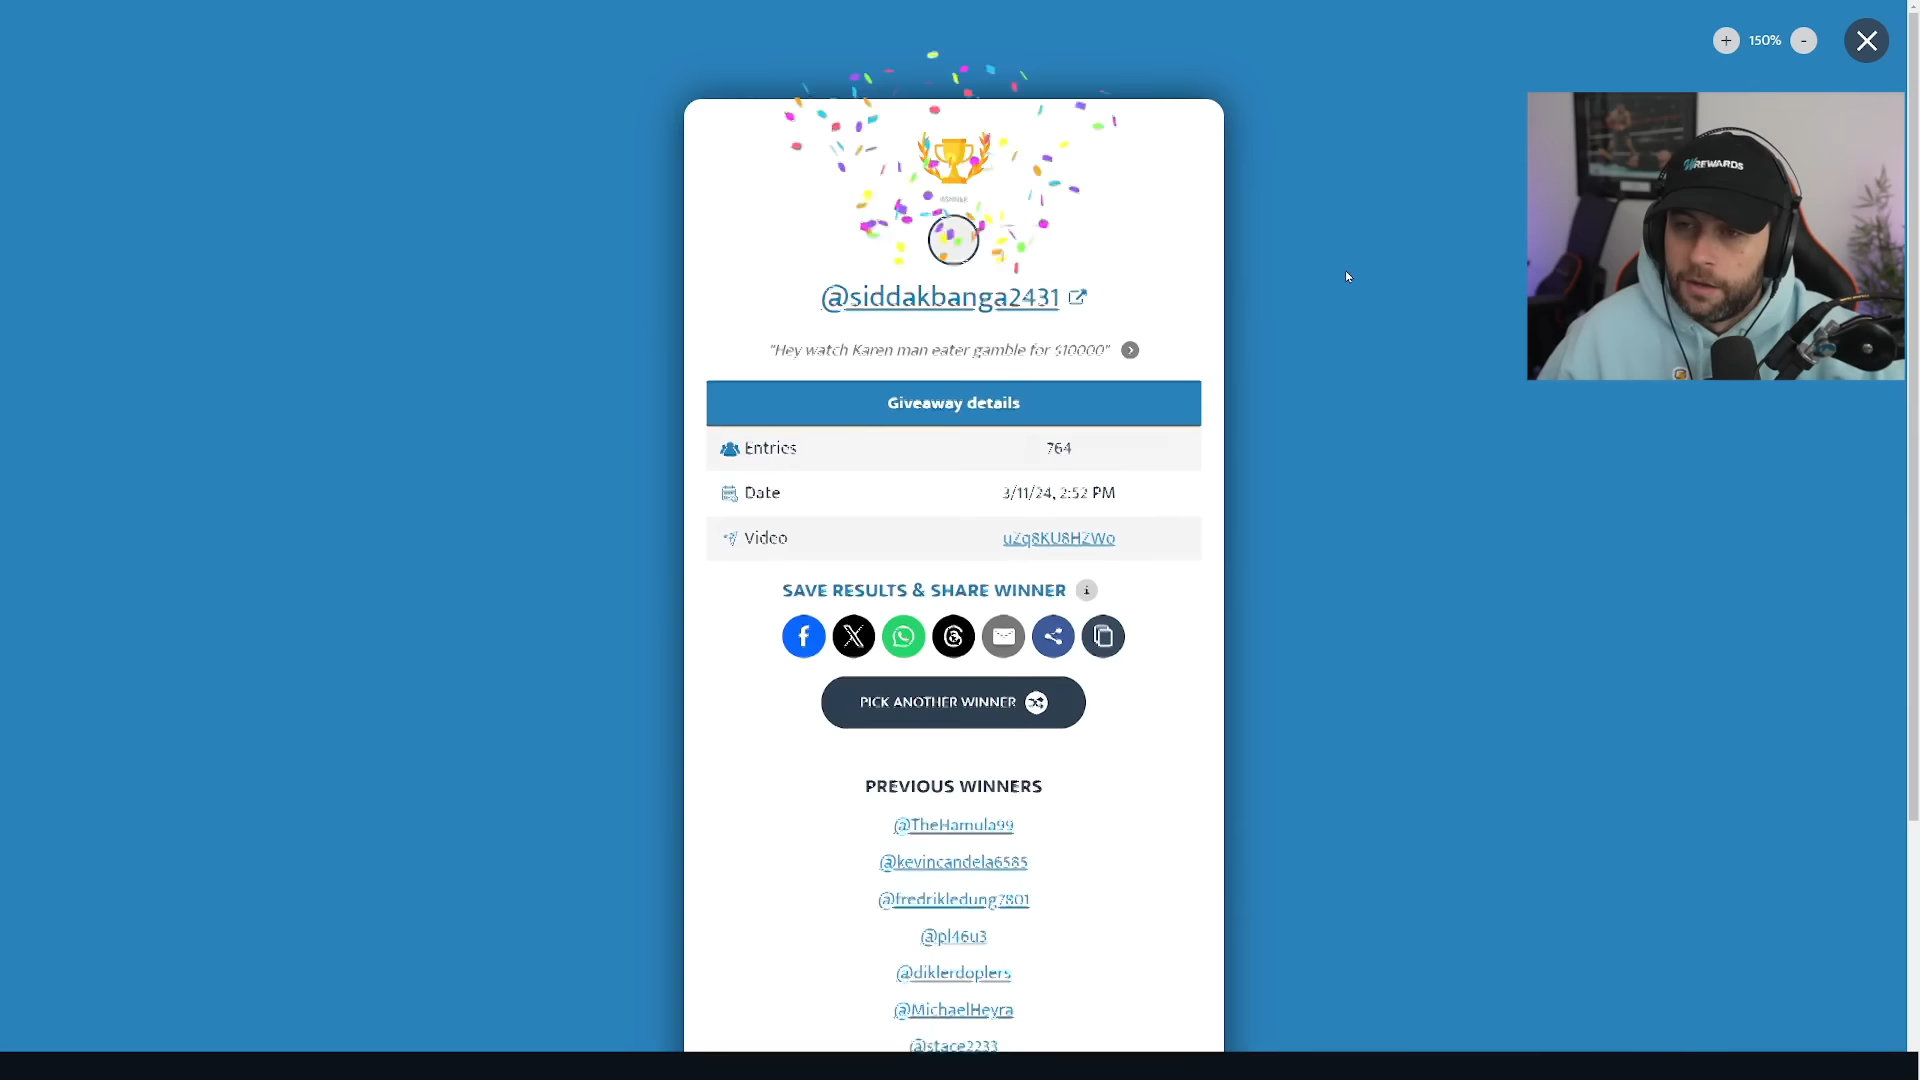 + 150% -
WREWARDS
@siddakbanga2431
"Hey watch Karen man eater gamble for $10000"
Giveaway details
Entries 764
Date 3/11/24, 2:52 PM
Video uZq8KU8HZWo
SAVE RESULTS & SHARE WINNER i
PICK ANOTHER WINNER
PREVIOUS WINNERS
@TheHamula99
@kevincandela6585
@fredrikledung7801
@pl46u3
@diklerdoplers
@MichaelHeyra
@stace2233